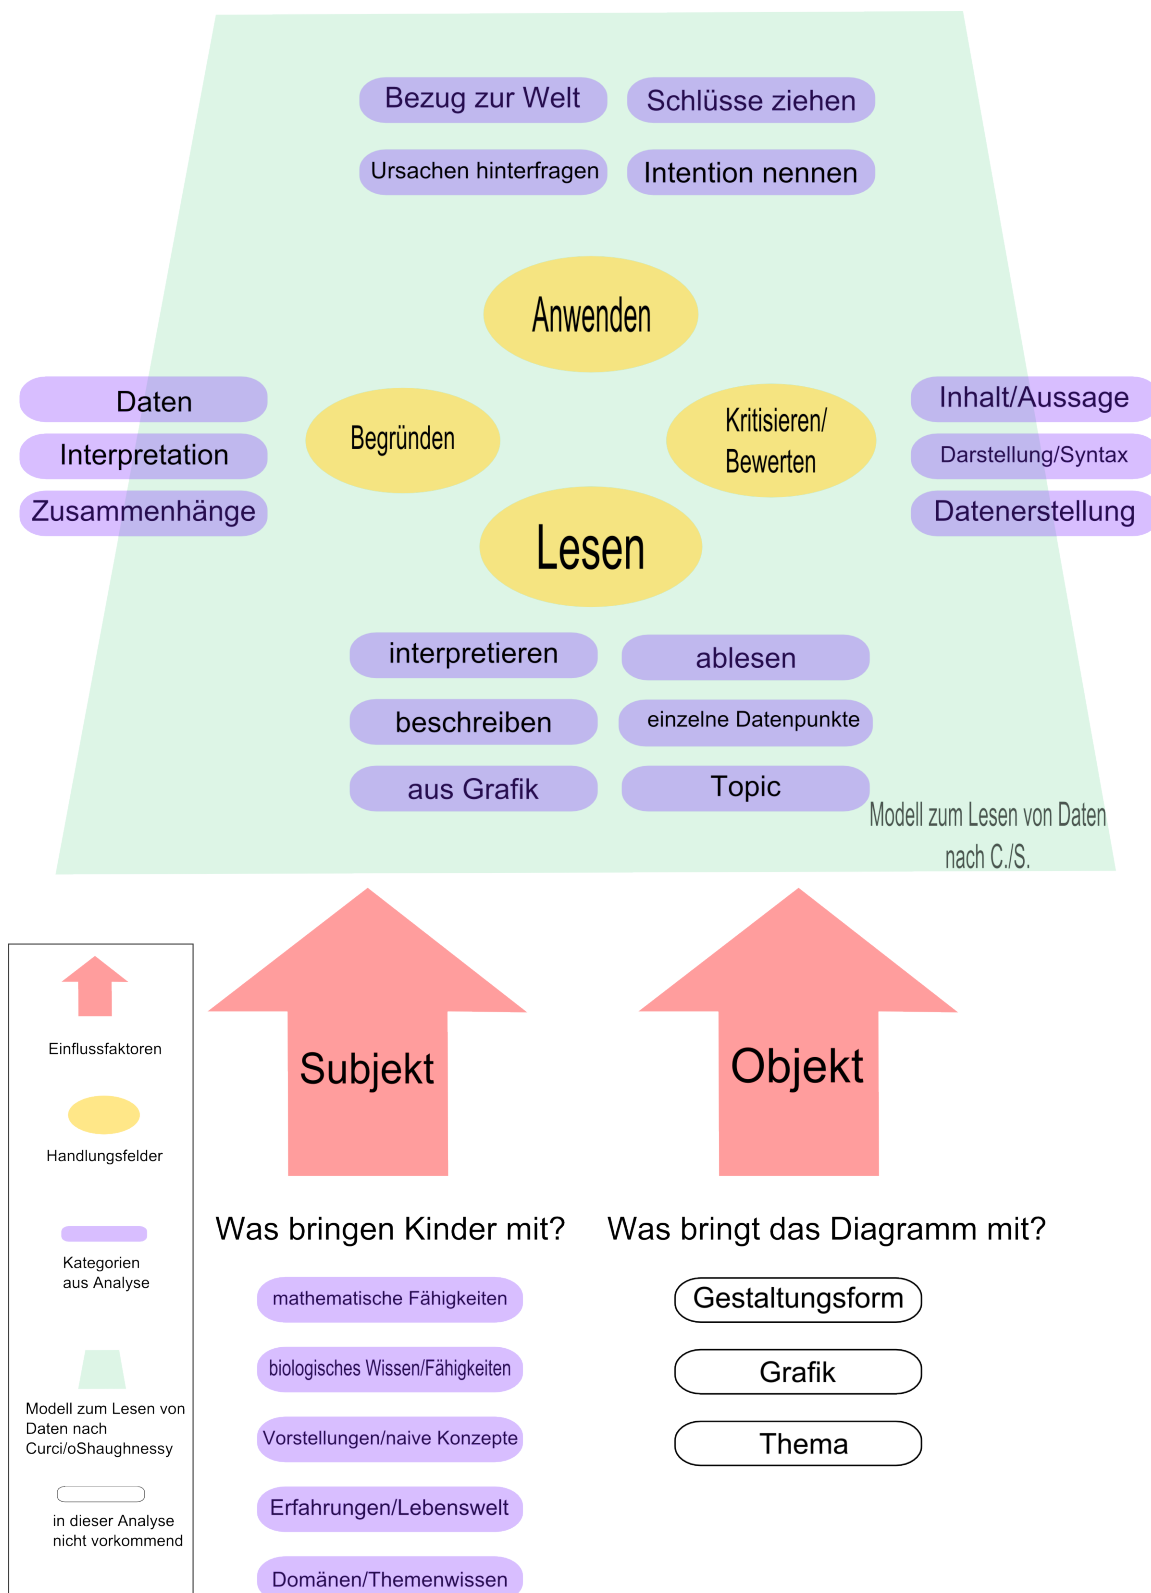 Bezug zur Welt
Schlüsse ziehen
Ursachen hinterfragen
Intention nennen
Anwenden
Daten
Interpretation
Zusammenhänge
Begründen
Kritisieren/
Bewerten
Inhalt/Aussage
Darstellung/Syntax
Datenerstellung
Lesen
interpretieren
ablesen
beschreiben
einzelne Datenpunkte
aus Grafik
Topic
Modell zum Lesen von Daten
nach C./S.
Subjekt
Objekt
Was bringen Kinder mit?
Was bringt das Diagramm mit?
mathematische Fähigkeiten
biologisches Wissen/Fähigkeiten
Vorstellungen/naive Konzepte
Erfahrungen/Lebenswelt
Domänen/Themenwissen
Gestaltungsform
Grafik
Thema
Einflussfaktoren
Handlungsfelder
Kategorien
aus Analyse
Modell zum Lesen von
Daten nach
Curci/oShaughnessy
in dieser Analyse
nicht vorkommend